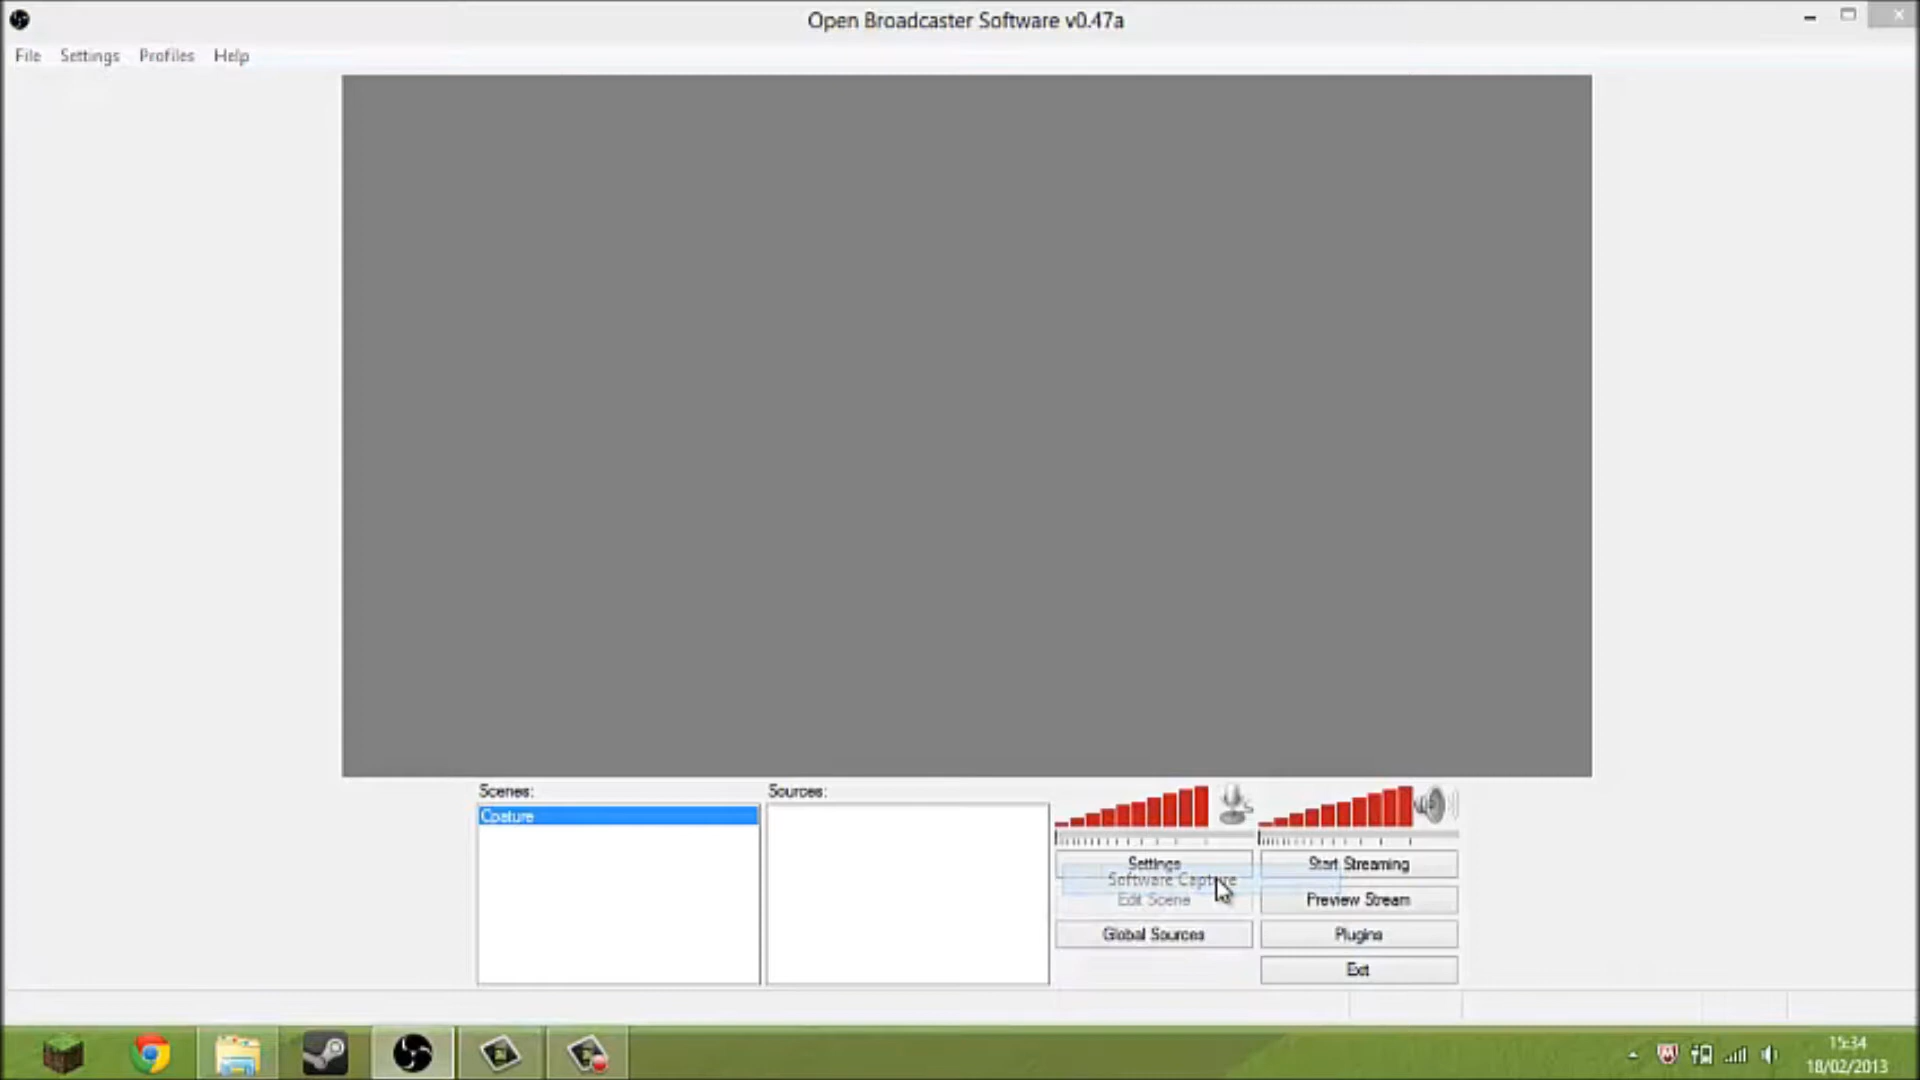 Open Broadcaster Software v0.47a
File Settings Profiles Help
Scenes:
Cpature
Sources:
Settings
Software Capture
Edit Scene
Global Sources
Start Streaming
Preview Stream
Plugins
Exit
15:34
18/02/2013